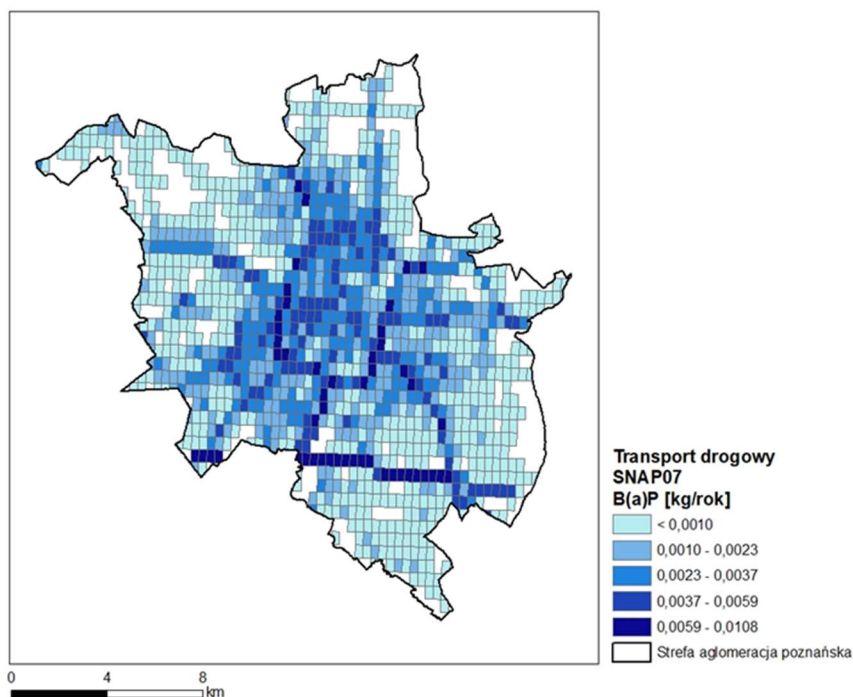 Transport drogowy
SNAP07
B(a)P [kg/rok]
< 0,0010
0,0010 - 0,0023
0,0023 - 0,0037
0,0037 - 0,0059
0,0059 - 0,0108
Strefa aglomeracja poznańska
0 4 8
km